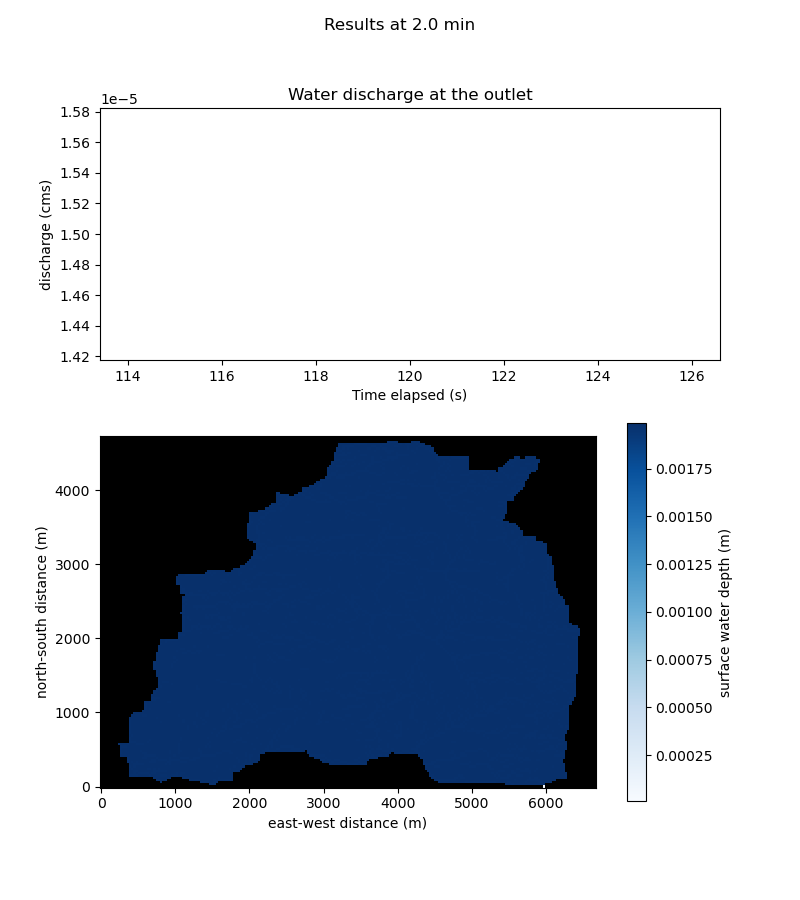 Results at 2.0 min
Water discharge at the outlet
1e−5
1.58
1.56
1.54
1.52
1.50
1.48
1.46
1.44
1.42
discharge (cms)
114 116 118 120 122 124 126
Time elapsed (s)
4000
3000
2000
1000
0
north-south distance (m)
0 1000 2000 3000 4000 5000 6000
east-west distance (m)
0.00175
0.00150
0.00125
0.00100
0.00075
0.00050
0.00025
surface water depth (m)